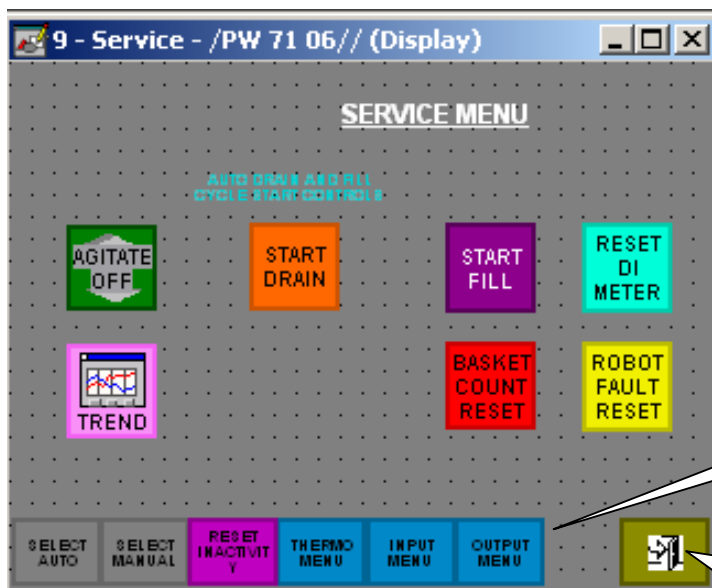 9 - Service - /PW 71 06// (Display)
SERVICE MENU
AUTO DRAIN AND FILL
CYCLE START CONTROLS
AGITATE
OFF
START
DRAIN
START
FILL
RESET
DI
METER
TREND
BASKET
COUNT
RESET
ROBOT
FAULT
RESET
SELECT
AUTO
SELECT
MANUAL
RESET
INACTIVIT
Y
THERMO
MENU
INPUT
MENU
OUTPUT
MENU